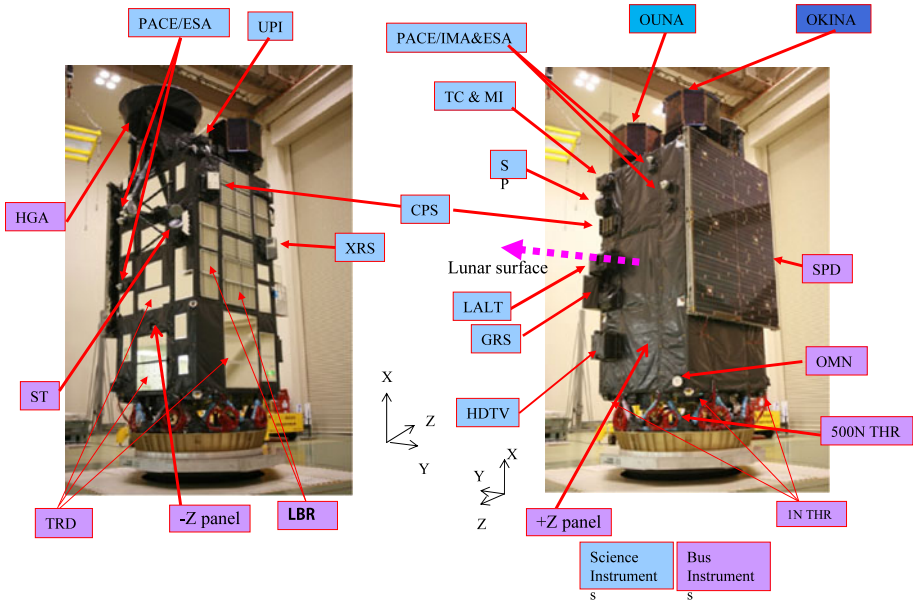 PACE/ESA
UPI
HGA
CPS
XRS
ST
TRD
-Z panel
LBR
X
Z
Y
OUNA
OKINA
PACE/IMA&ESA
TC & MI
S
P
Lunar surface
SPD
LALT
GRS
OMN
HDTV
500N THR
X
Y
Z
+Z panel
1N THR
Science
Instrument
s
Bus
Instrument
s